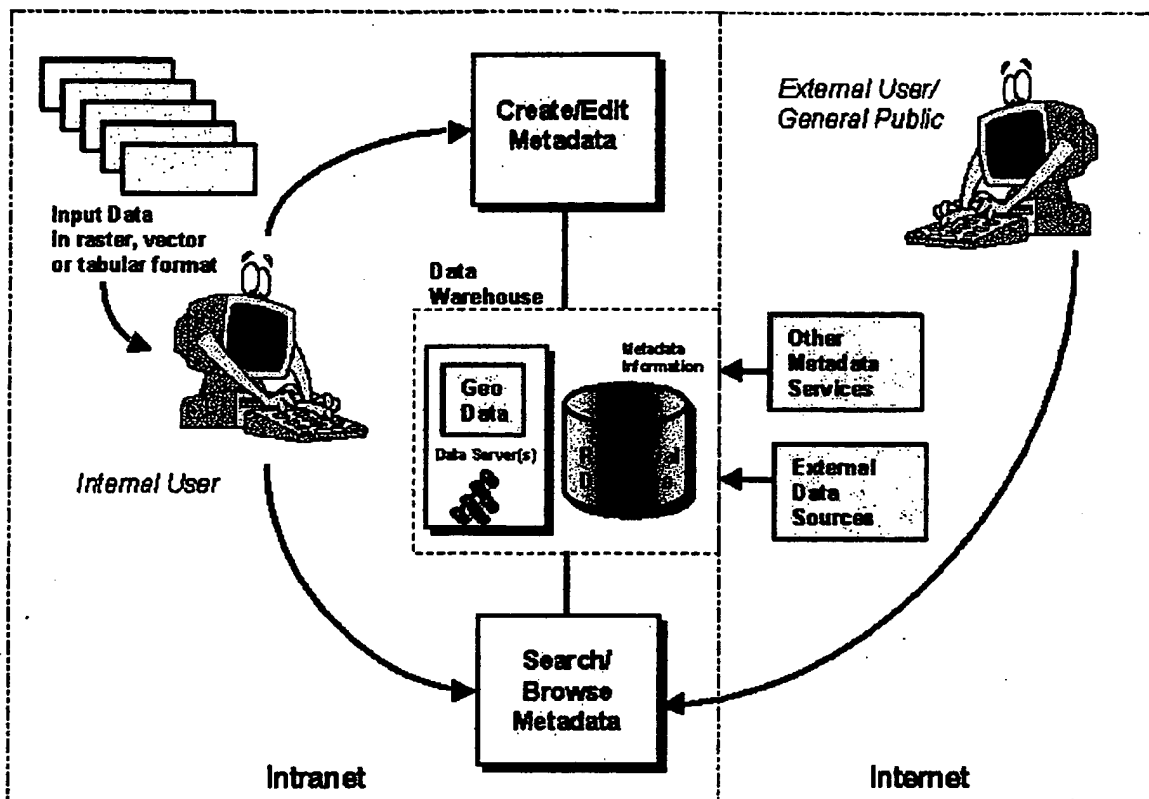 Create/Edit
Metadata
External User/
General Public
Input Data
In raster, vector
or tabular format
Internal User
Data
Warehouse
Metadata
Information
Geo
Data
Data Server(s)
Other
Metadata
Services
External
Data
Sources
Search/
Browse
Metadata
Intranet
Internet